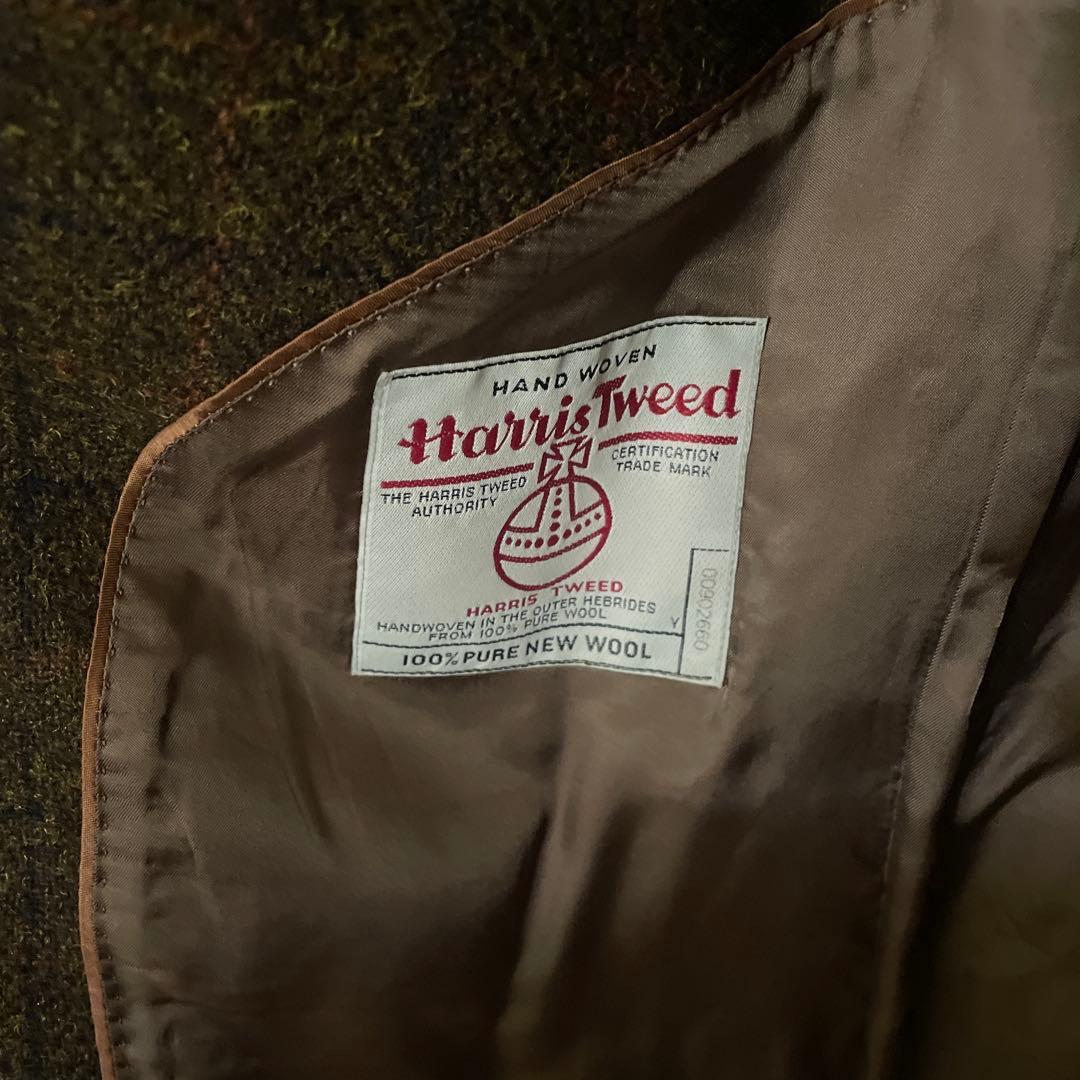 HAND WOVEN
Harris Tweed
THE HARRIS TWEED
AUTHORITY
CERTIFICATION
TRADE MARK
HARRIS TWEED
HANDWOVEN IN THE OUTER HEBRIDES
FROM 100% PURE WOOL
Y
100% PURE NEW WOOL
00902660